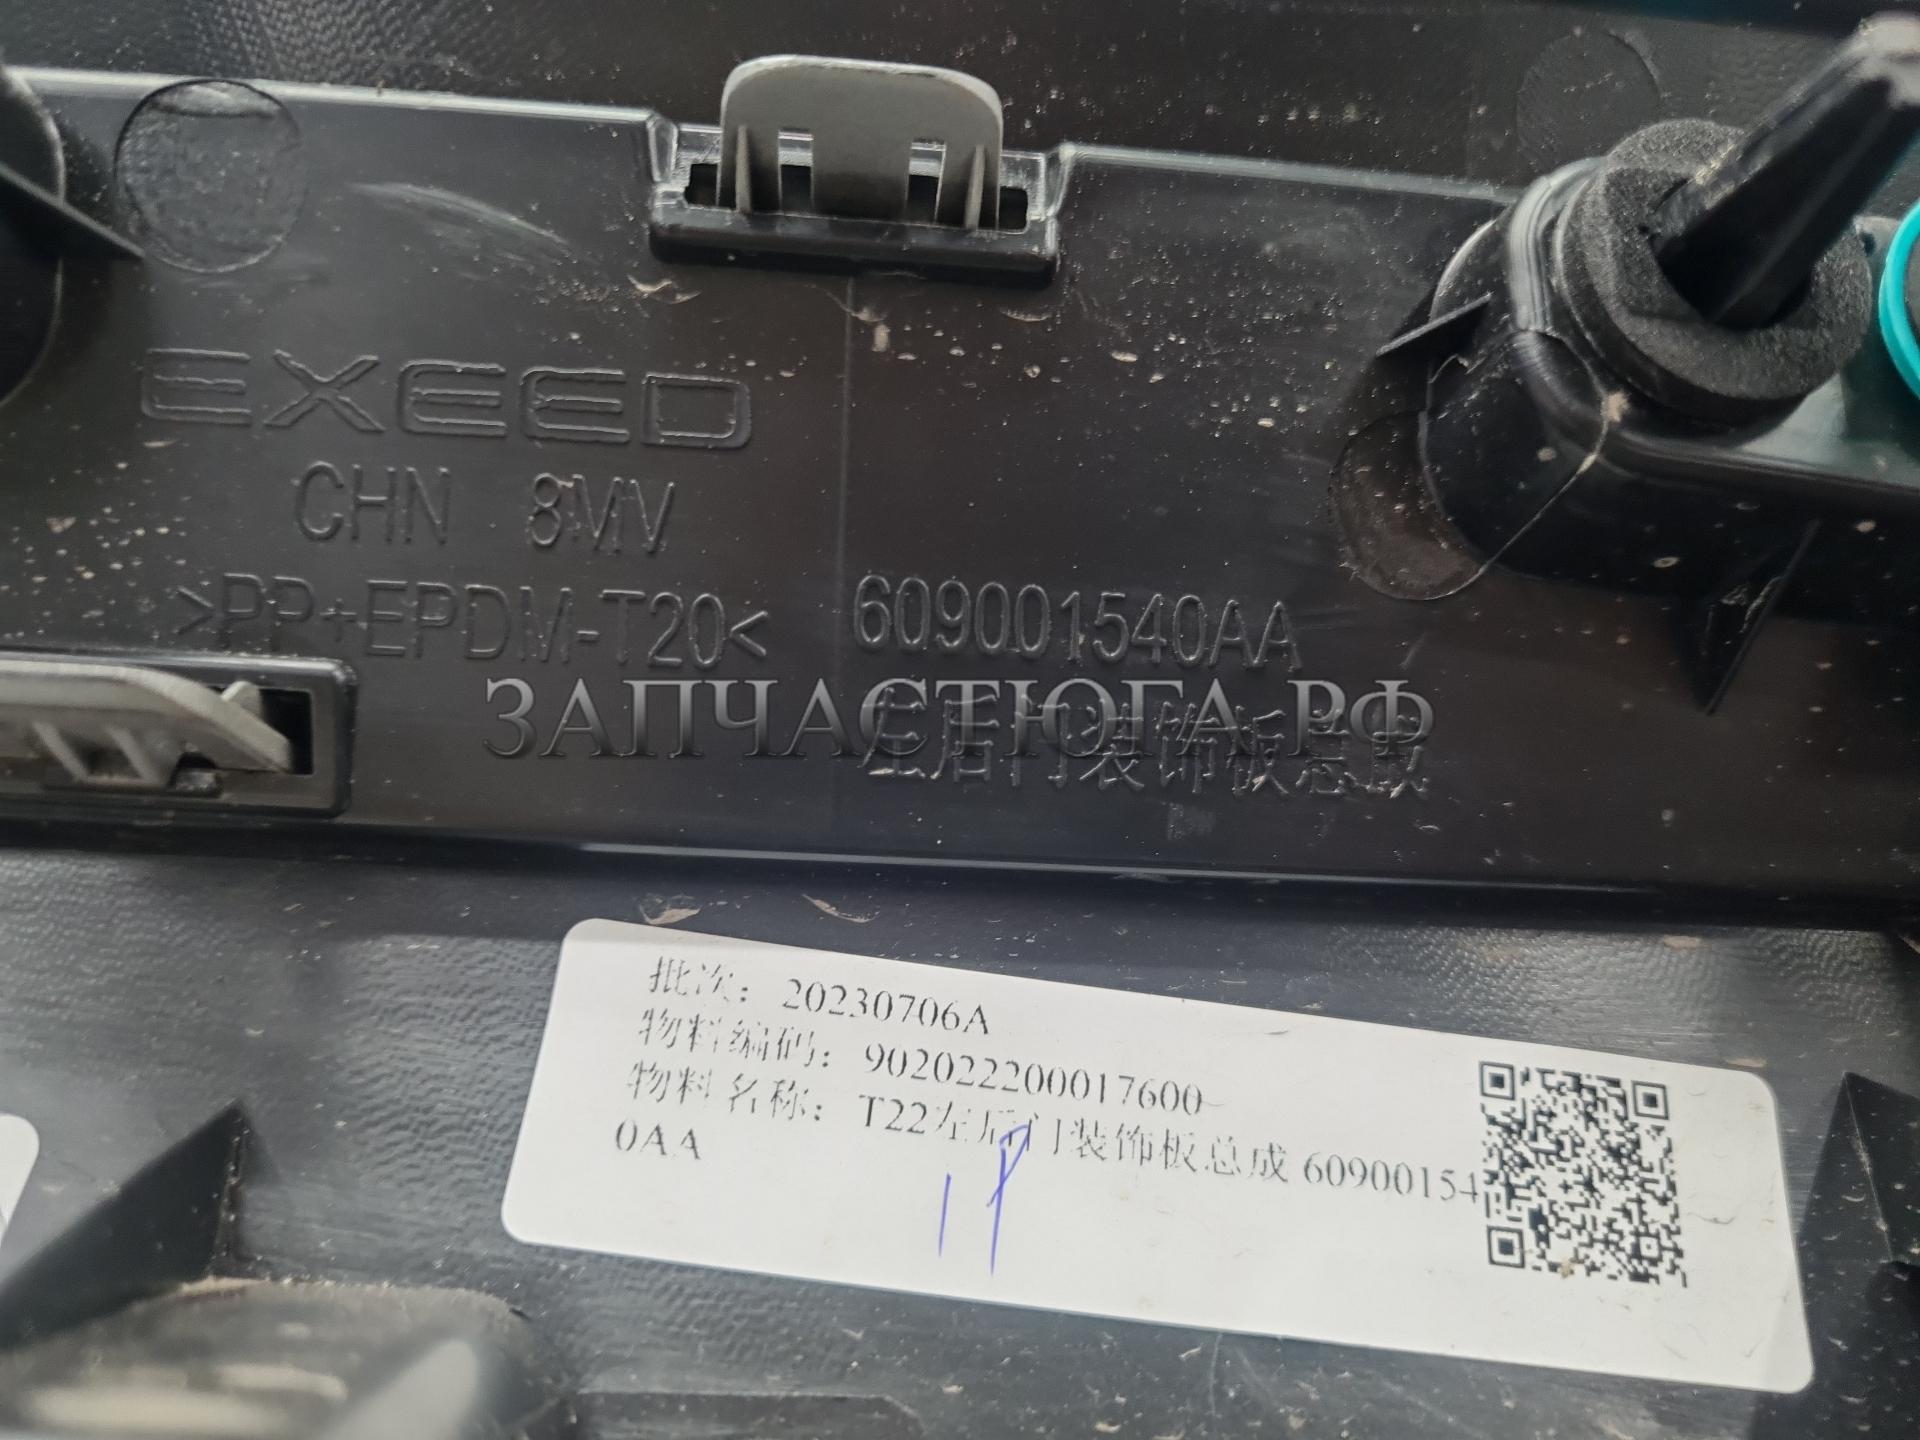 EXEED
CHN 8MV
>PP+EPDM-T20<
609001540AA
ЗАПЧАСТЮГА.РФ
左后门装饰板总成
批次：20230706A
物料编码：902022200017600
物料名称：T22左后门装饰板总成 60900154
0AA